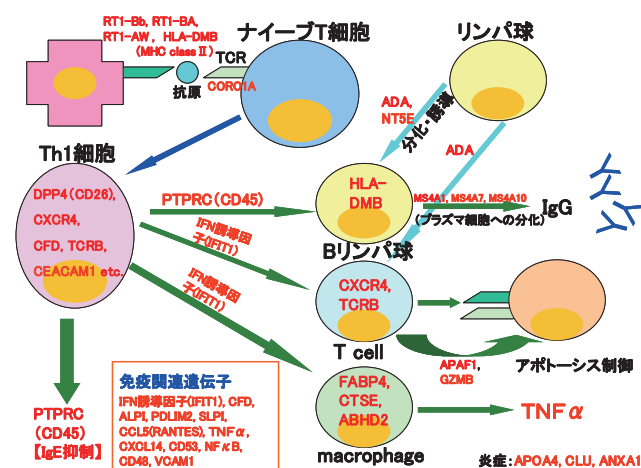 RT1-Bb, RT1-BA,
RT1-AW, HLA-DMB
(MHC classⅡ)
抗原
TCR
CORO1A
ナイーブT細胞
リンパ球
ADA,
NT5E
分化・誘導
ADA
Th1細胞
DPP4(CD26),
CXCR4,
CFD, TCRB,
CEACAM1 etc.
PTPRC(CD45)
HLA-
DMB
MS4A1, MS4A7, MS4A10
(プラズマ細胞への分化)
IgG
Bリンパ球
IFN誘導因
子(IFIT1)
IFN誘導因
子(IFIT1)
CXCR4,
TCRB
T cell
APAF1,
GZMB
アポトーシス制御
PTPRC
(CD45)
【IgE抑制】
免疫関連遺伝子
IFN誘導因子(IFIT1), CFD,
ALPI, PDLIM2, SLPI,
CCL5(RANTES), TNFα,
CXCL14, CD53, NFκB,
CD48, VCAM1
FABP4,
CTSE,
ABHD2
macrophage
TNFα
炎症：APOA4, CLU, ANXA1